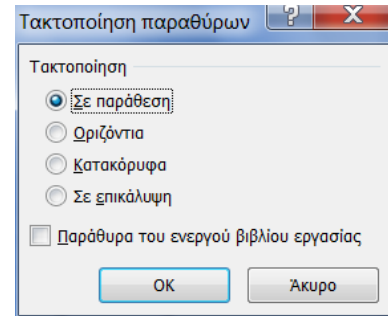 Τακτοποίηση παραθύρων ? X
Τακτοποίηση
Σε παράθεση
Οριζόντια
Κατακόρυφα
Σε επικάλυψη
Παράθυρα του ενεργού βιβλίου εργασίας
OK Άκυρο